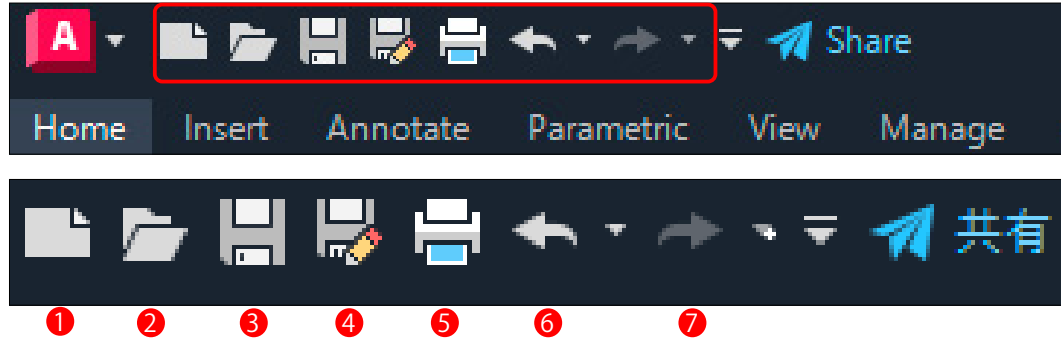 A Share
Home Insert Annotate Parametric View Manage
共有
1 2 3 4 5 6 7